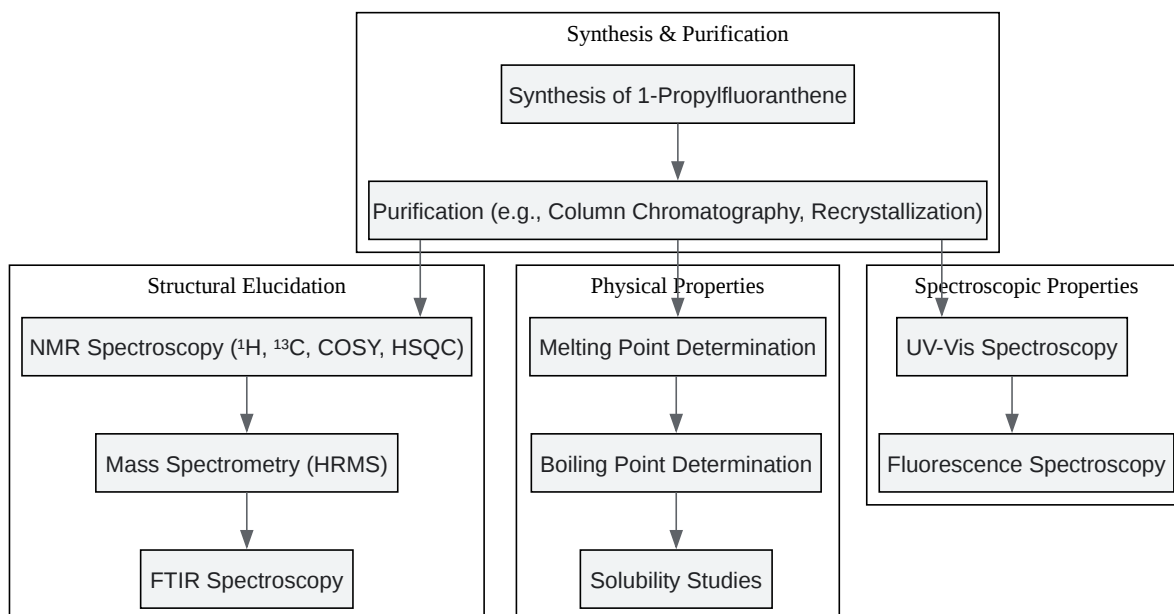 Synthesis & Purification
Synthesis of 1-Propylfluoranthene
Purification (e.g., Column Chromatography, Recrystallization)
Structural Elucidation
NMR Spectroscopy (¹H, ¹³C, COSY, HSQC)
Mass Spectrometry (HRMS)
FTIR Spectroscopy
Physical Properties
Melting Point Determination
Boiling Point Determination
Solubility Studies
Spectroscopic Properties
UV-Vis Spectroscopy
Fluorescence Spectroscopy